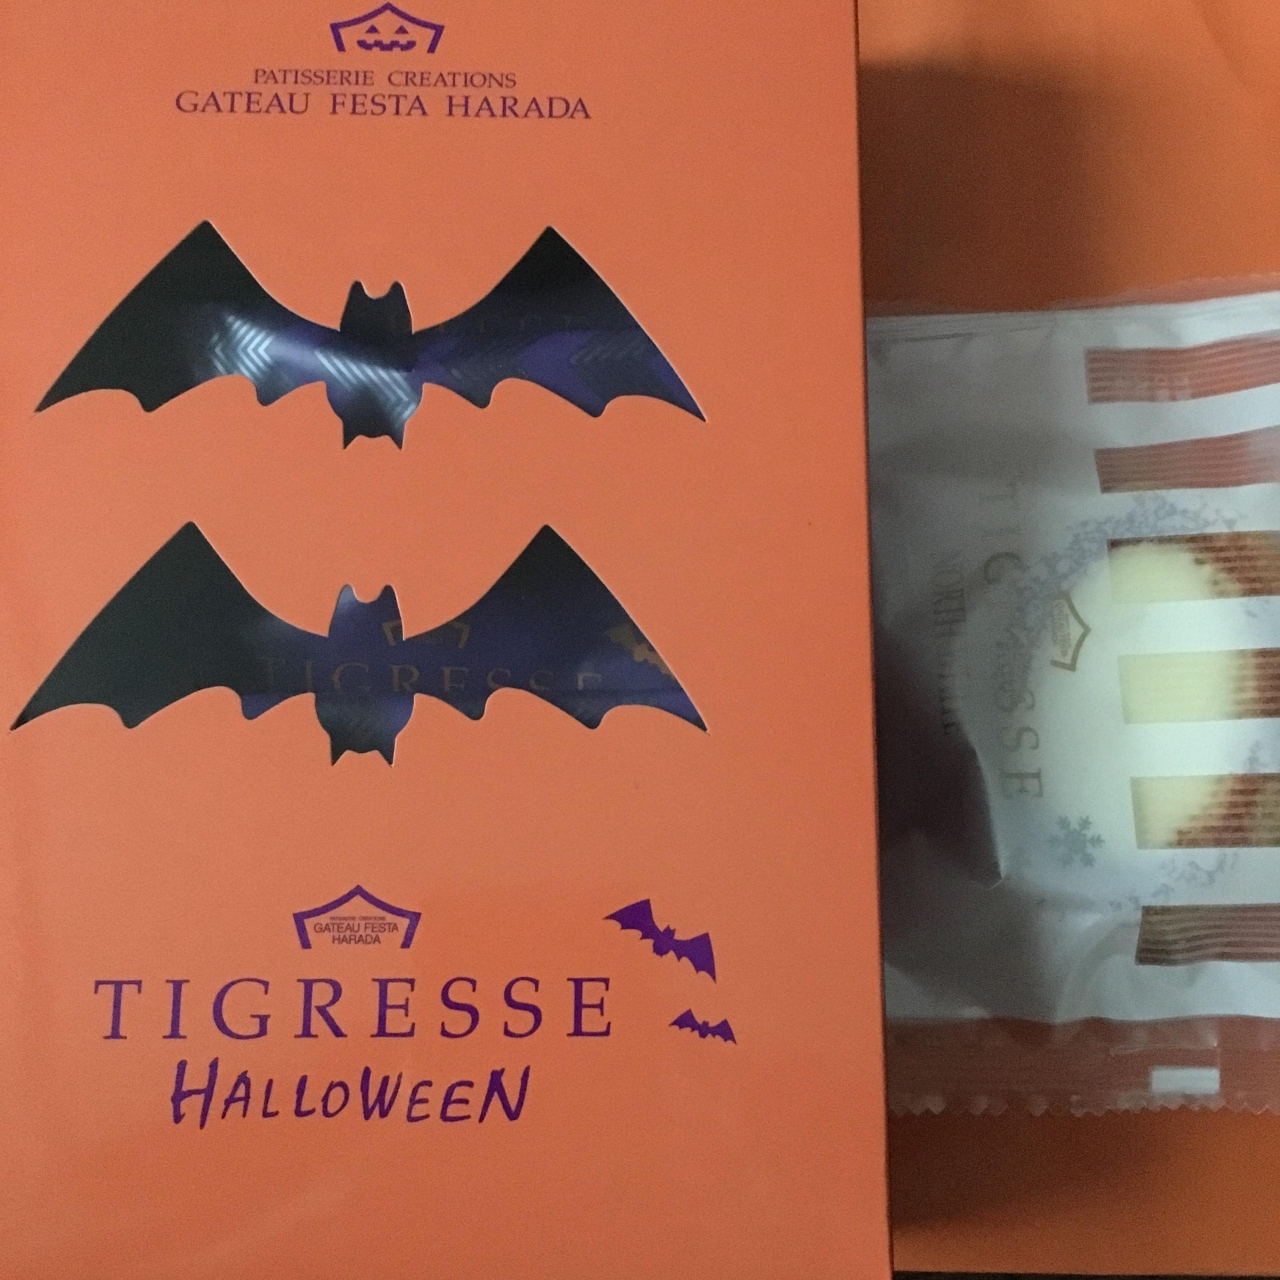 PATISSERIE CREATIONS
GATEAU FESTA HARADA
TIGRESSE
PATISSERIE CREATIONS
GATEAU FESTA
HARADA
TIGRESSE
HALLOWEEN
TIGRESSE